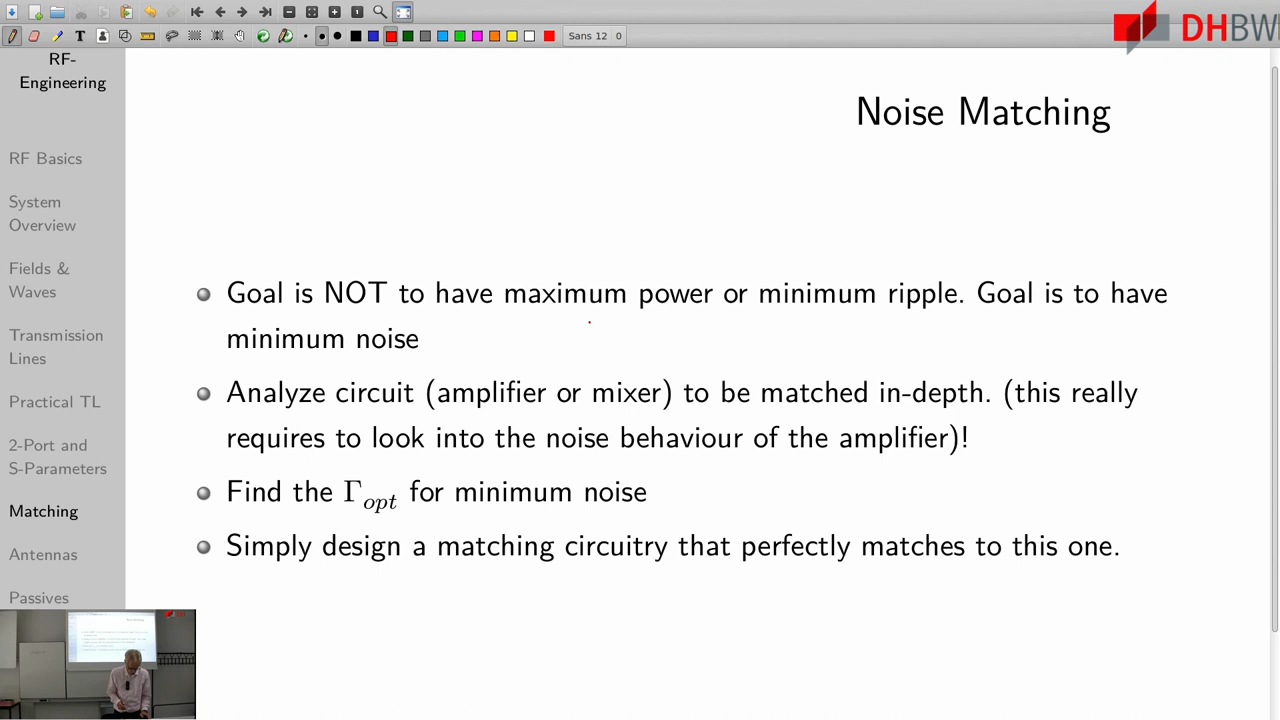 Sans 12 0
DHBW
RF-
Engineering
RF Basics
System
Overview
Fields &
Waves
Transmission
Lines
Practical TL
2-Port and
S-Parameters
Matching
Antennas
Passives
Noise Matching
Goal is NOT to have maximum power or minimum ripple. Goal is to have
minimum noise
Analyze circuit (amplifier or mixer) to be matched in-depth. (this really
requires to look into the noise behaviour of the amplifier)!
Find the Γopt for minimum noise
Simply design a matching circuitry that perfectly matches to this one.